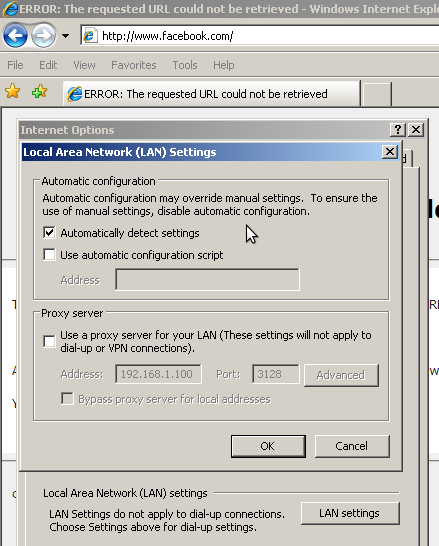 ERROR: The requested URL could not be retrieved - Windows Internet Explo
http://www.facebook.com/
File Edit View Favorites Tools Help
ERROR: The requested URL could not be retrieved
Internet Options
Local Area Network (LAN) Settings
Automatic configuration
Automatic configuration may override manual settings. To ensure the
use of manual settings, disable automatic configuration.
Automatically detect settings
Use automatic configuration script
Address
Proxy server
Use a proxy server for your LAN (These settings will not apply to
dial-up or VPN connections).
Address: 192.168.1.100 Port: 3128 Advanced
Bypass proxy server for local addresses
OK Cancel
Local Area Network (LAN) settings
LAN Settings do not apply to dial-up connections.
Choose Settings above for dial-up settings.
LAN settings